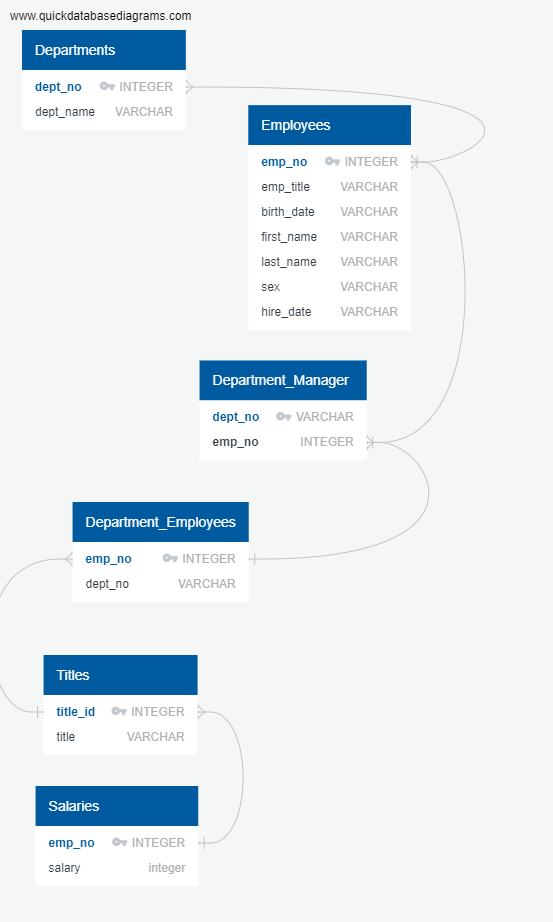 www.quickdatabasediagrams.com
Departments
dept_no INTEGER
dept_name VARCHAR
Employees
emp_no INTEGER
emp_title VARCHAR
birth_date VARCHAR
first_name VARCHAR
last_name VARCHAR
sex VARCHAR
hire_date VARCHAR
Department_Manager
dept_no VARCHAR
emp_no INTEGER
Department_Employees
emp_no INTEGER
dept_no VARCHAR
Titles
title_id INTEGER
title VARCHAR
Salaries
emp_no INTEGER
salary integer